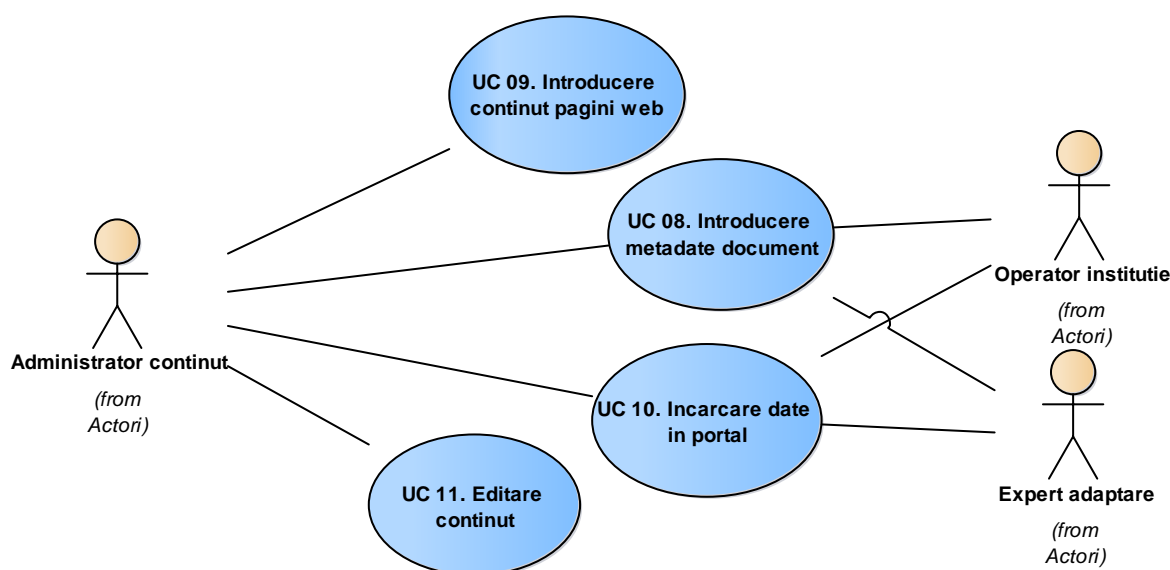 UC 09. Introducere
continut pagini web
UC 08. Introducere
metadate document
Operator institutie
(from
Actori)
Administrator continut
(from
Actori)
UC 10. Incarcare date
in portal
UC 11. Editare
continut
Expert adaptare
(from
Actori)